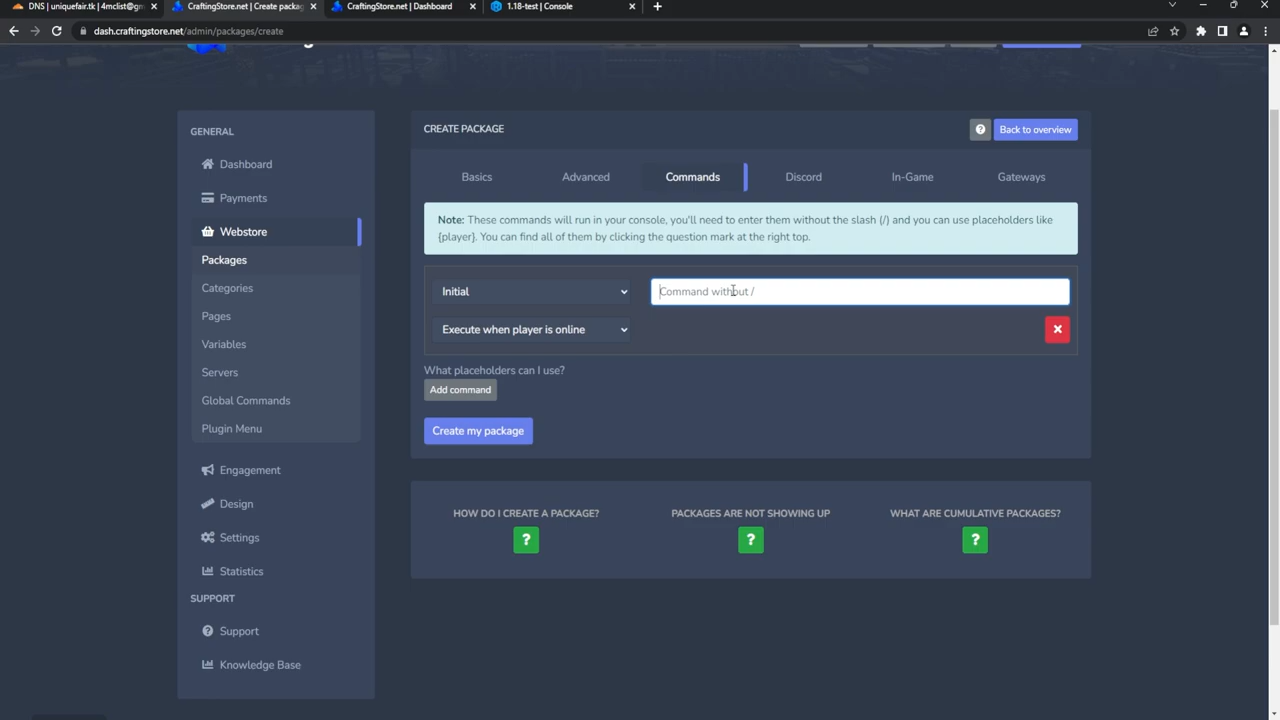 DNS | uniquefair.tk | 4mclist@gm
CraftingStore.net | Create packag
CraftingStore.net | Dashboard
1.18-test | Console
dash.craftingstore.net/admin/packages/create
GENERAL
Dashboard
Payments
Webstore
Packages
Categories
Pages
Variables
Servers
Global Commands
Plugin Menu
Engagement
Design
Settings
Statistics
SUPPORT
Support
Knowledge Base
CREATE PACKAGE
Back to overview
Basics
Advanced
Commands
Discord
In-Game
Gateways
Note: These commands will run in your console, you'll need to enter them without the slash (/) and you can use placeholders like
{player}. You can find all of them by clicking the question mark at the right top.
Initial
Command without /
Execute when player is online
What placeholders can I use?
Add command
Create my package
HOW DO I CREATE A PACKAGE?
?
PACKAGES ARE NOT SHOWING UP
?
WHAT ARE CUMULATIVE PACKAGES?
?